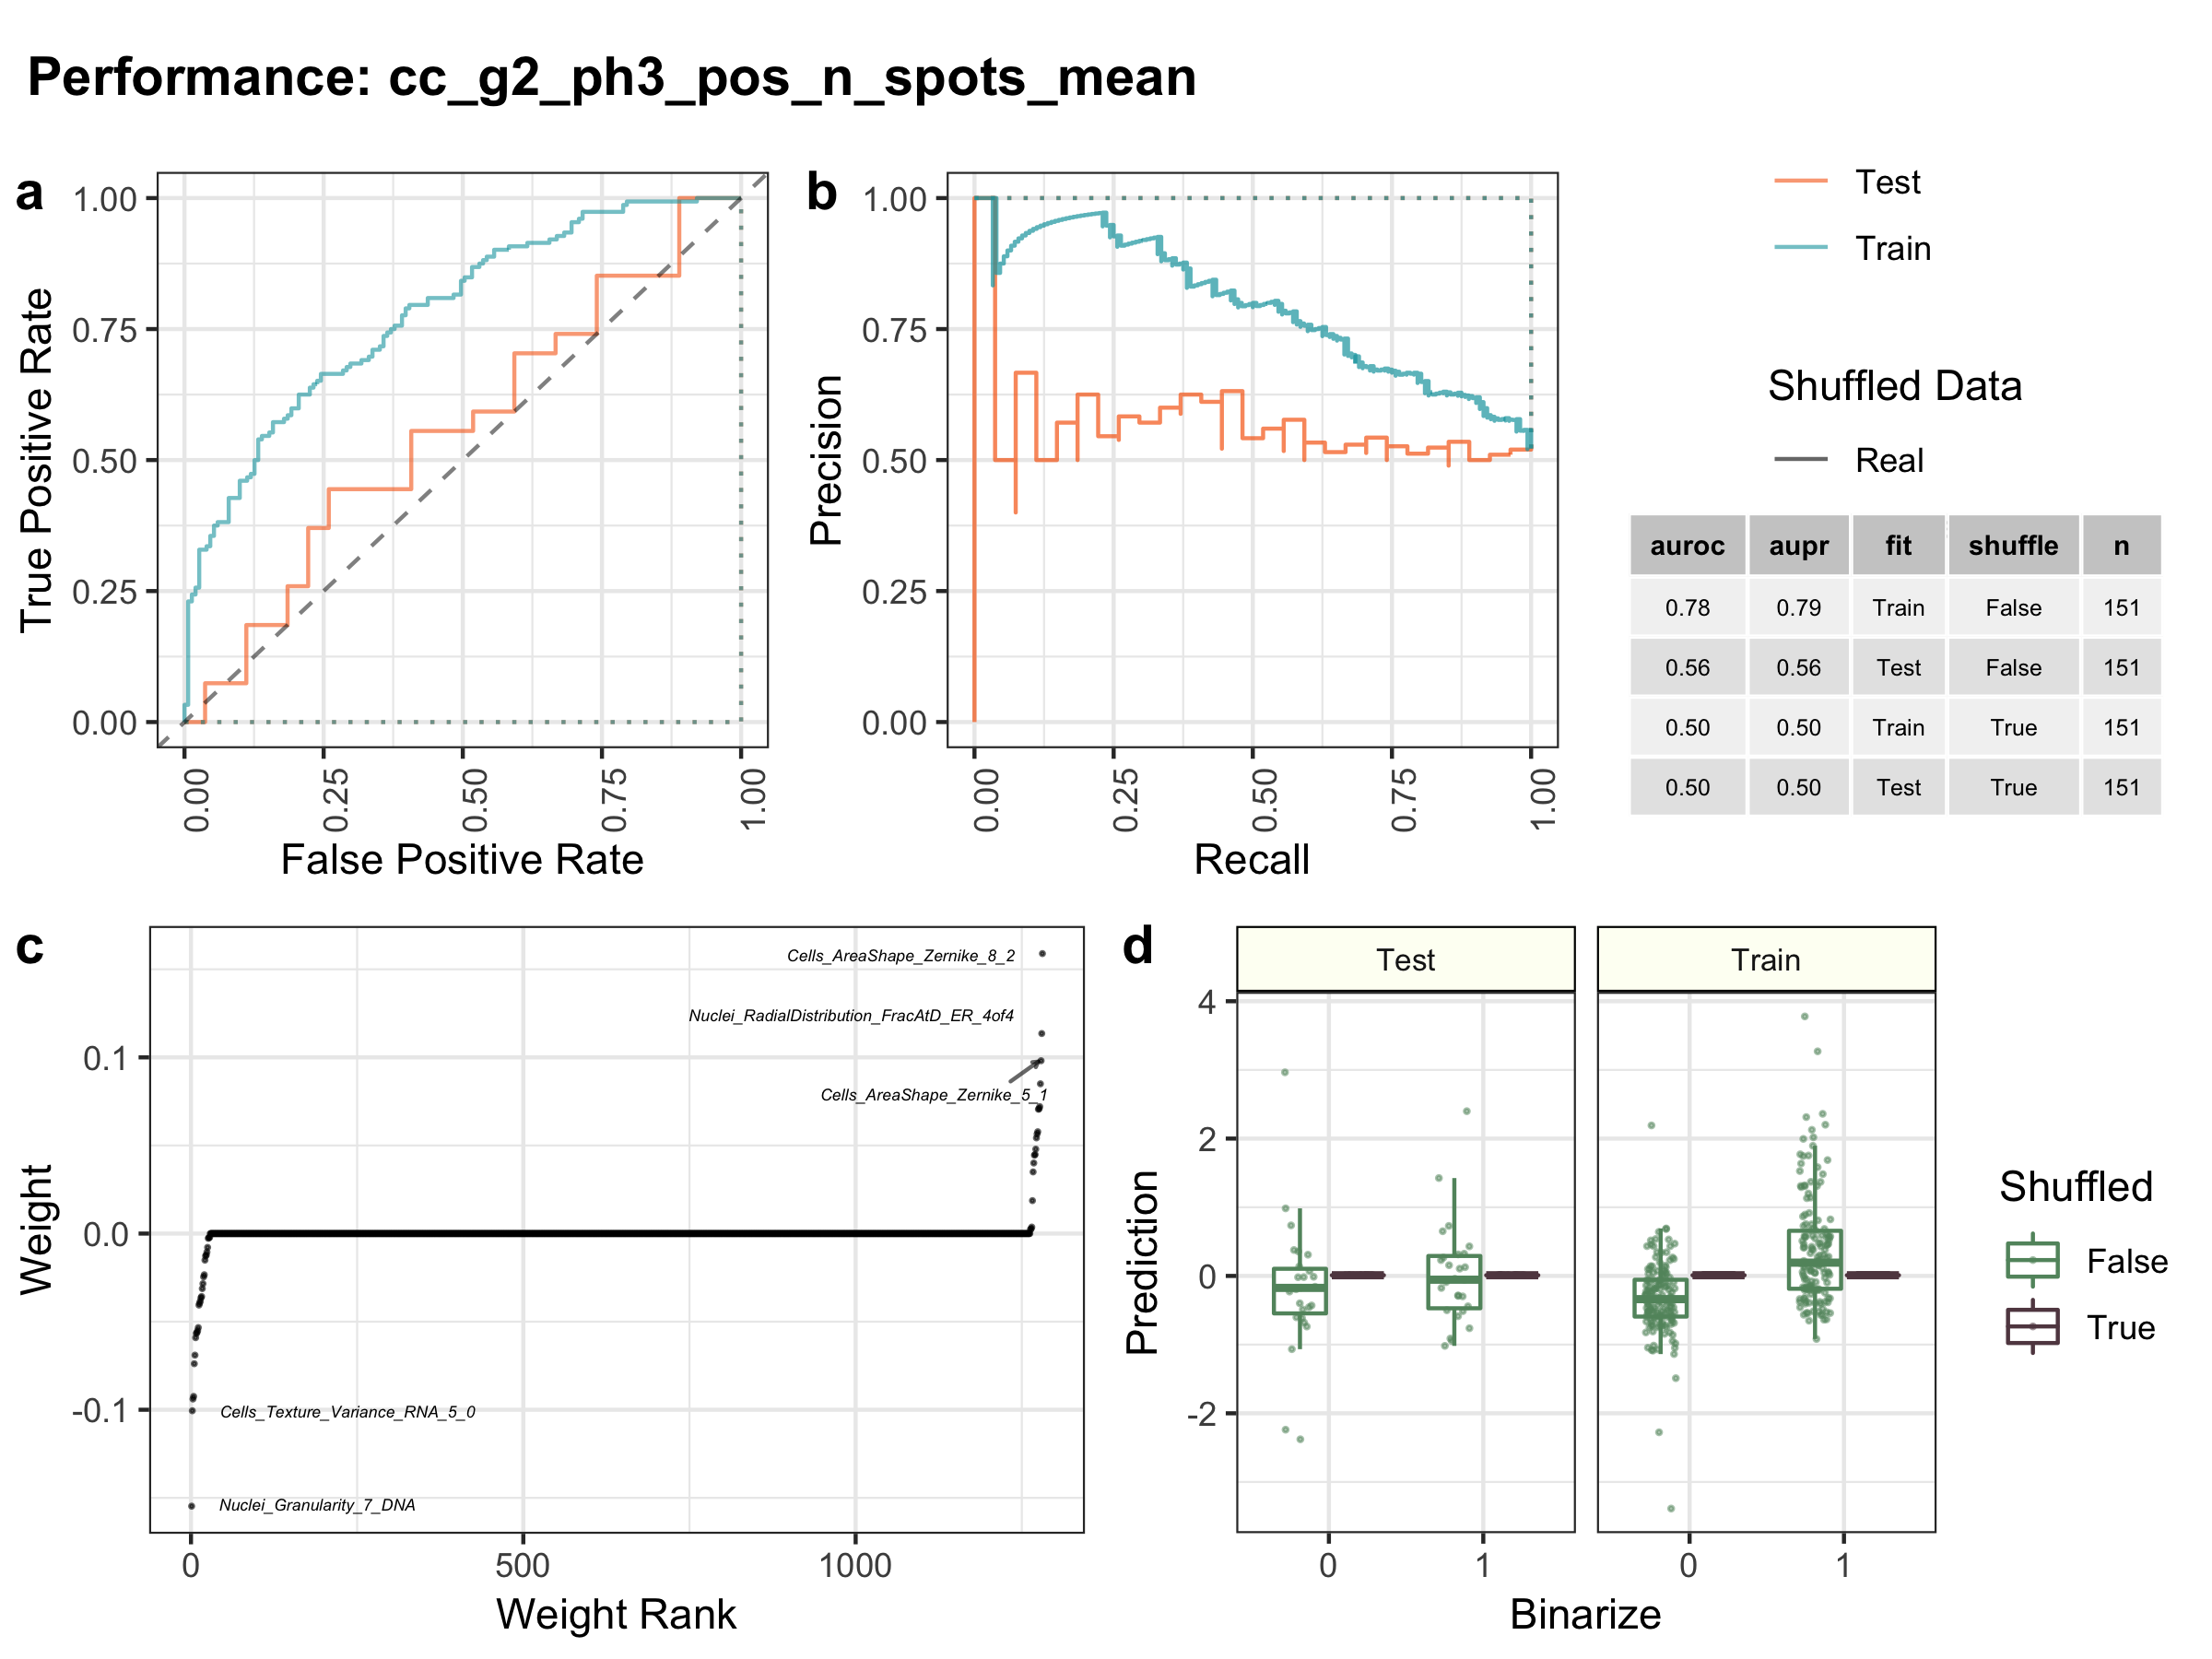 Performance: cc_g2_ph3_pos_n_spots_mean
a
1.00
0.75
0.50
0.25
0.00
True Positive Rate
0.00
0.25
0.50
0.75
1.00
False Positive Rate
b
1.00
0.75
0.50
0.25
0.00
Precision
0.00
0.25
0.50
0.75
1.00
Recall
Test
Train
Shuffled Data
Real
auroc aupr fit shuffle n
0.78 0.79 Train False 151
0.56 0.56 Test False 151
0.50 0.50 Train True 151
0.50 0.50 Test True 151
c
0.1
0.0
-0.1
Weight
Cells_AreaShape_Zernike_8_2
Nuclei_RadialDistribution_FracAtD_ER_4of4
Cells_AreaShape_Zernike_5_1
Cells_Texture_Variance_RNA_5_0
Nuclei_Granularity_7_DNA
0
500
1000
Weight Rank
d
Test
Train
4
2
0
-2
Prediction
0
1
0
1
Binarize
Shuffled
False
True